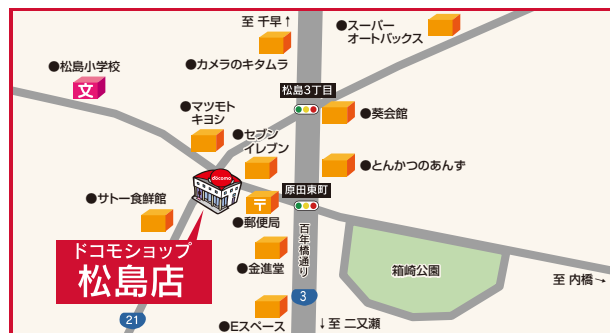 至 千早↑
●スーパー
オートバックス
●カメラのキタムラ
●松島小学校
文
松島3丁目
●マツモト
キヨシ
●葵会館
●セブン
イレブン
docomo
●とんかつのあんず
原田東町
●サトー食鮮館
〒
●郵便局
ドコモショップ
松島店
百年橋通り
●金進堂
箱崎公園
至 内橋→
3
21
●Eスペース
↓至 二又瀬